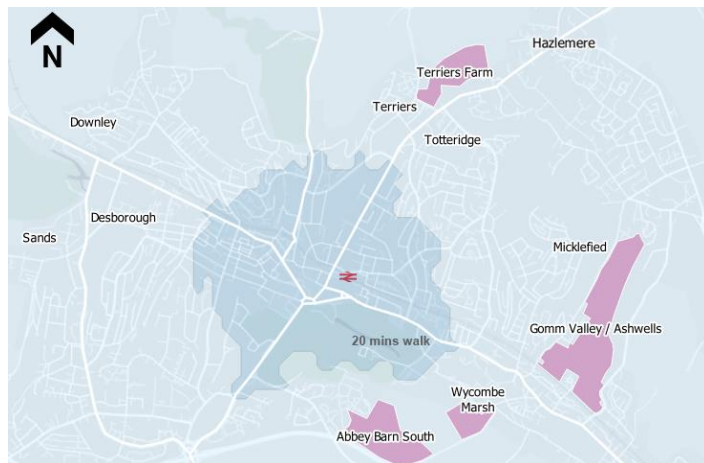 N
Hazlemere
Terriers Farm
Terriers
Downley
Totteridge
Desborough
Sands
Micklefied
Gomm Valley / Ashwells
20 mins walk
Wycombe
Marsh
Abbey Barn South